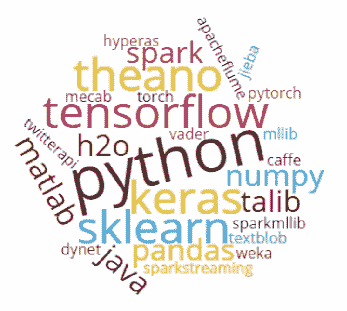 apacheflume
hyperas
spark
jieba
theano
mecab
torch
pytorch
tensorflow
twitterapi
vader
mllib
h2o
python
caffe
matlab
keras
numpy
talib
sklearn
sparkmllib
textblob
dynet
java
pandas
weka
sparkstreaming